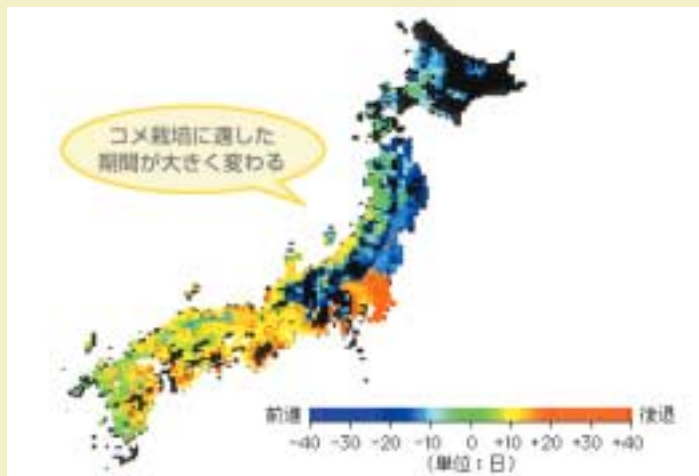 コメ栽培に適した
期間が大きく変わる
前進 後退
-40 -30 -20 -10 0 +10 +20 +30 +40
(単位：日)